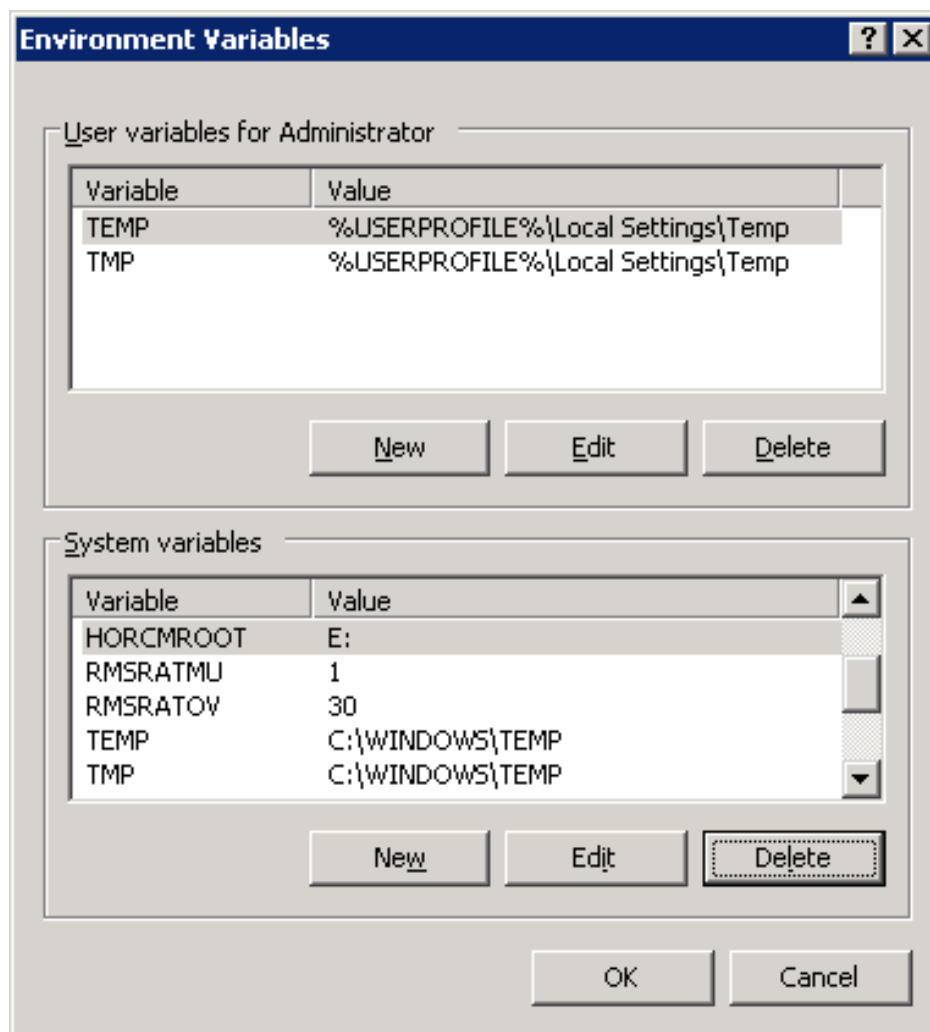 Environment Variables
User variables for Administrator
Variable Value
TEMP %USERPROFILE%\Local Settings\Temp
TMP %USERPROFILE%\Local Settings\Temp
New Edit Delete
System variables
Variable Value
HORCMROOT E:
RMSRATMU 1
RMSRATOV 30
TEMP C:\WINDOWS\TEMP
TMP C:\WINDOWS\TEMP
New Edit Delete
OK Cancel